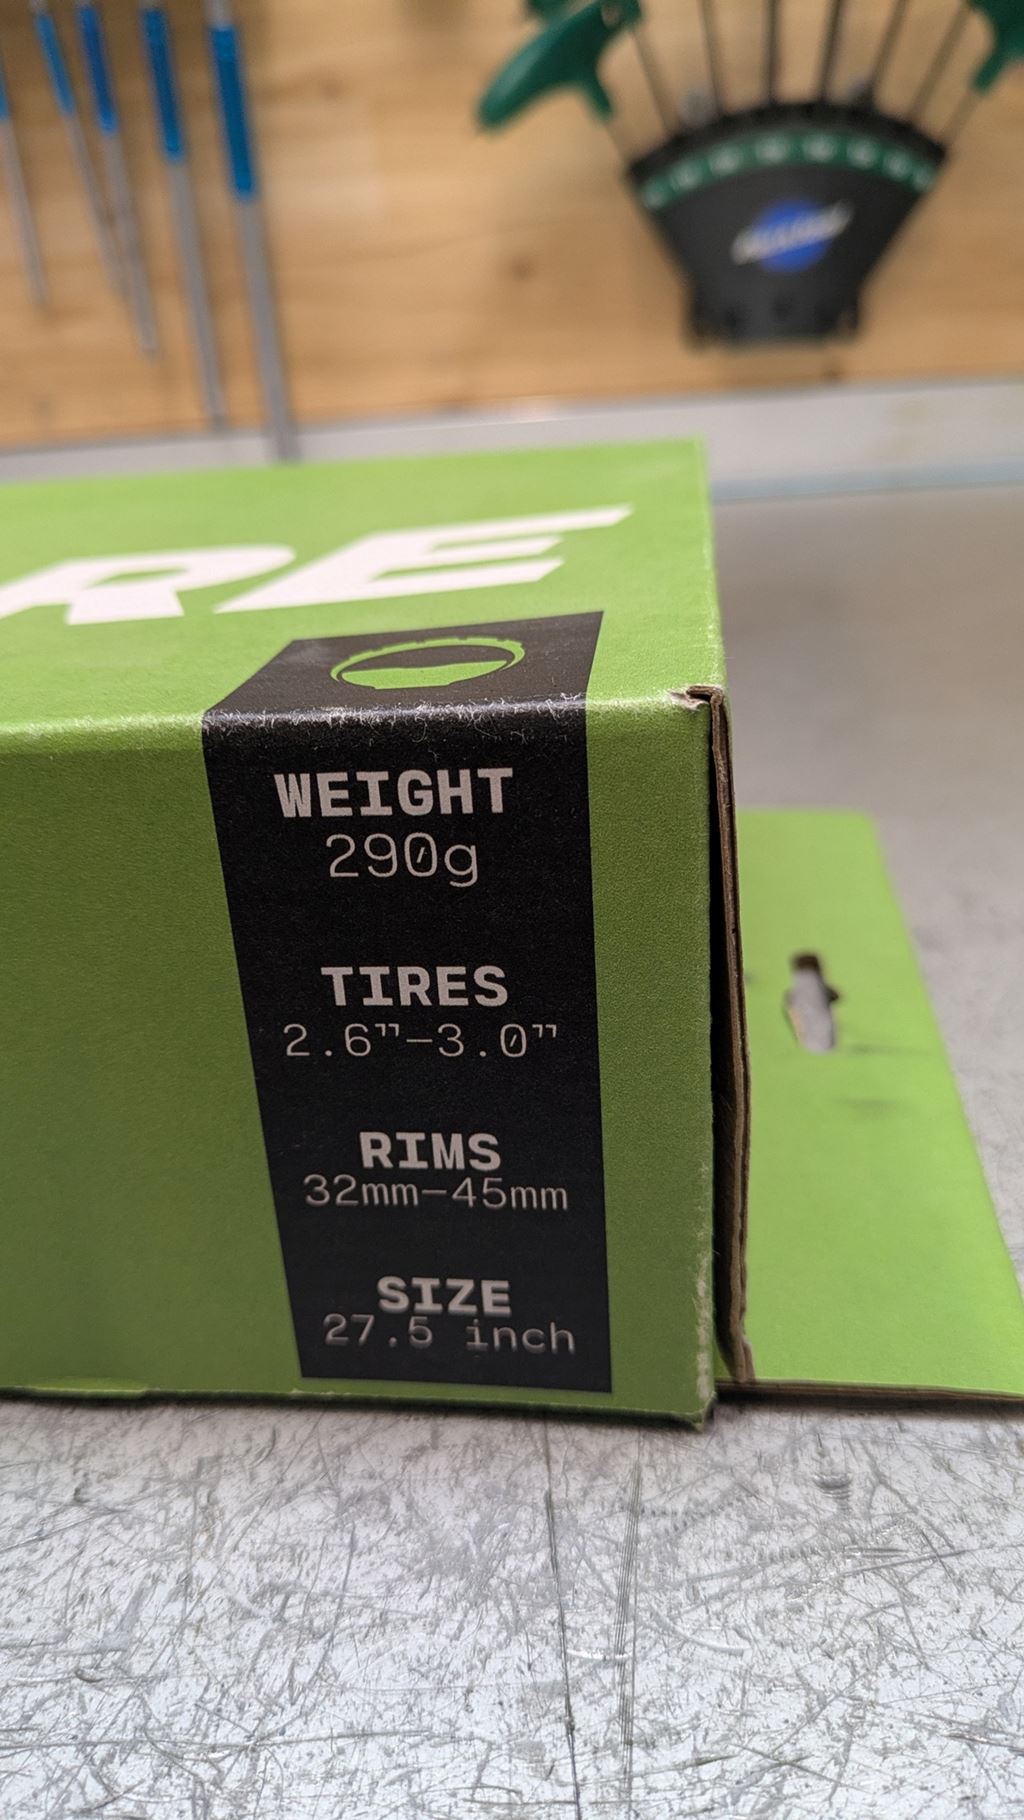 RE
WEIGHT
290g
TIRES
2.6”—3.0”
RIMS
32mm—45mm
SIZE
27.5 inch